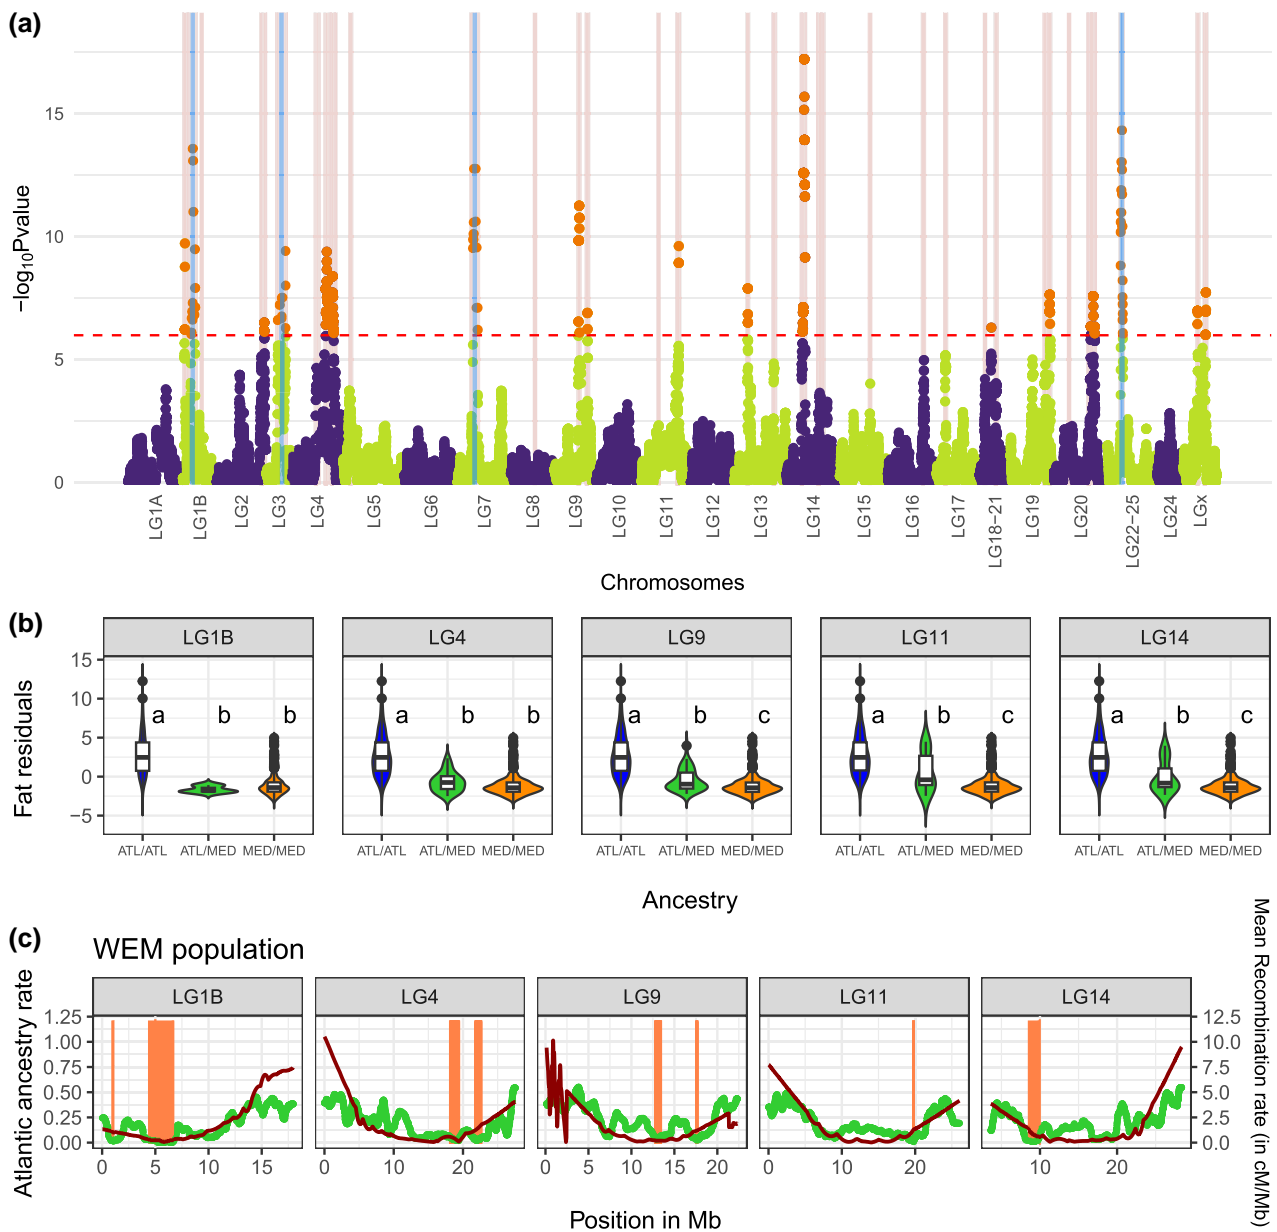 (a)
−log10Pvalue
15
10
5
0
LG1A LG1B LG2 LG3 LG4 LG5 LG6 LG7 LG8 LG9 LG10 LG11 LG12 LG13 LG14 LG15 LG16 LG17 LG18−21 LG19 LG20 LG22−25 LG24 LGx
Chromosomes
(b)
LG1B LG4 LG9 LG11 LG14
Fat residuals
15
10
5
0
−5
a b b a b b a b c a b c a b c
ATL/ATL ATL/MED MED/MED ATL/ATL ATL/MED MED/MED ATL/ATL ATL/MED MED/MED ATL/ATL ATL/MED MED/MED ATL/ATL ATL/MED MED/MED
Ancestry
(c)
WEM population
LG1B LG4 LG9 LG11 LG14
Atlantic ancestry rate
1.25 12.5
1.00 10.0
0.75 7.5
0.50 5.0
0.25 2.5
0.00 0.0
Mean Recombination rate (in cM/Mb)
0 5 10 15 0 10 20 0 5 10 15 20 0 10 20 10 20
Position in Mb